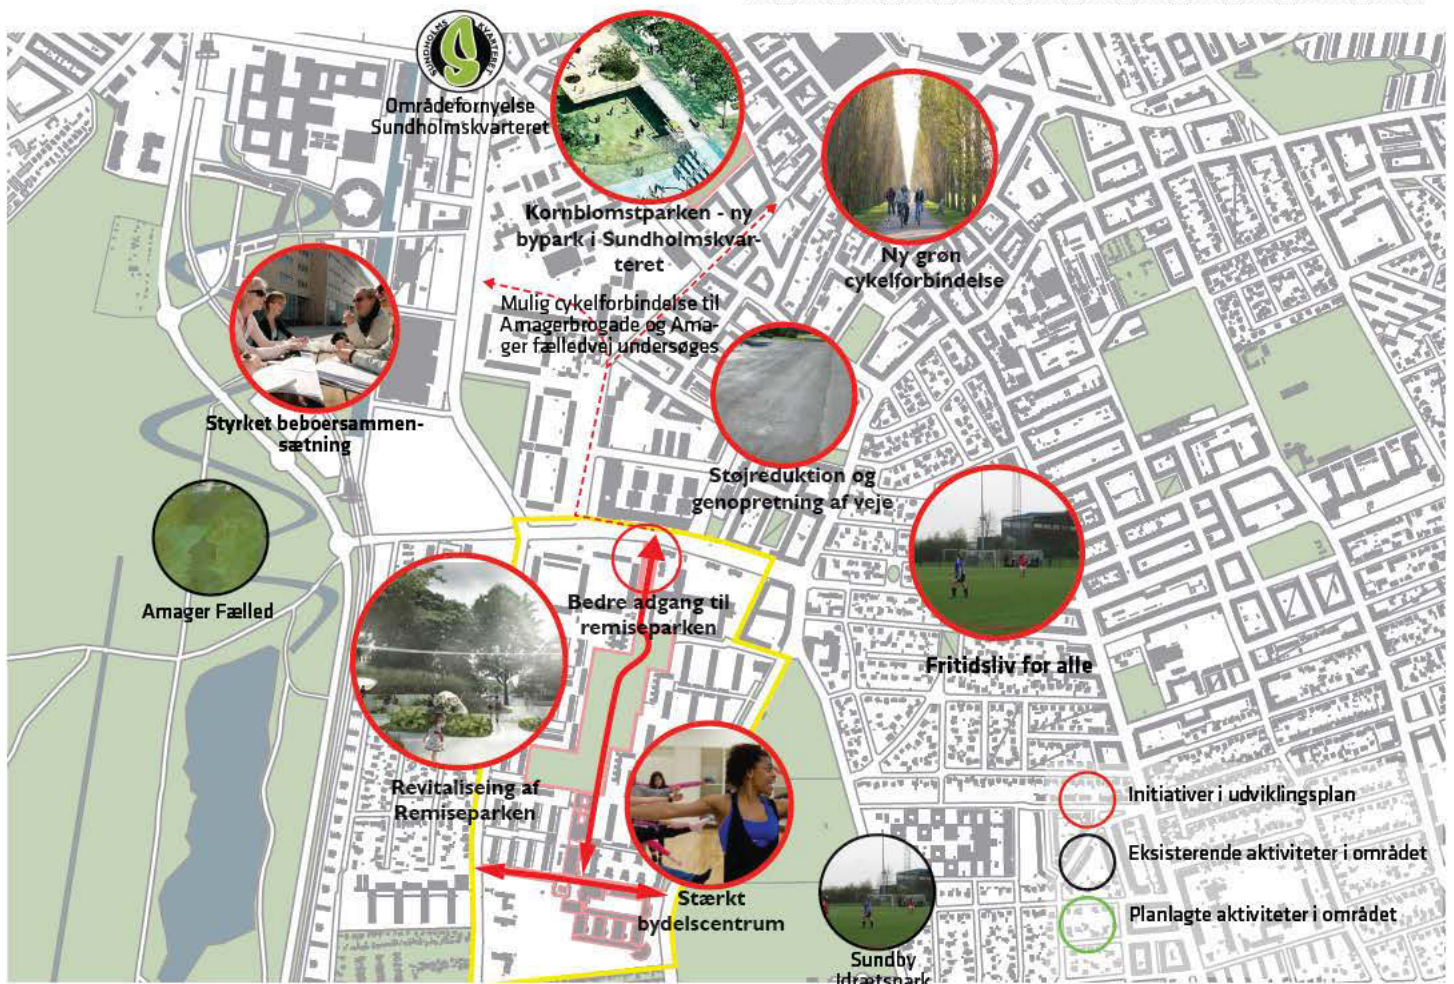 SUNDHOLMS KVARTERET
Områdefornyelse
Sundholmskvarteret
Kornblomstparken - ny
bypark i Sundholmskvar-
teret
Ny grøn
cykelforbindelse
Mulig cykelforbindelse til
Amagerbrogade og Ama-
ger fælledvej undersøges
Styrket beboersammen-
sætning
Støjreduktion og
genopretning af veje
Amager Fælled
Bedre adgang til
remiseparken
Fritidsliv for alle
Revitaliseing af
Remiseparken
Stærkt
bydelscentrum
Sundby
Idrætspark
Initiativer i udviklingsplan
Eksisterende aktiviteter i området
Planlagte aktiviteter i området